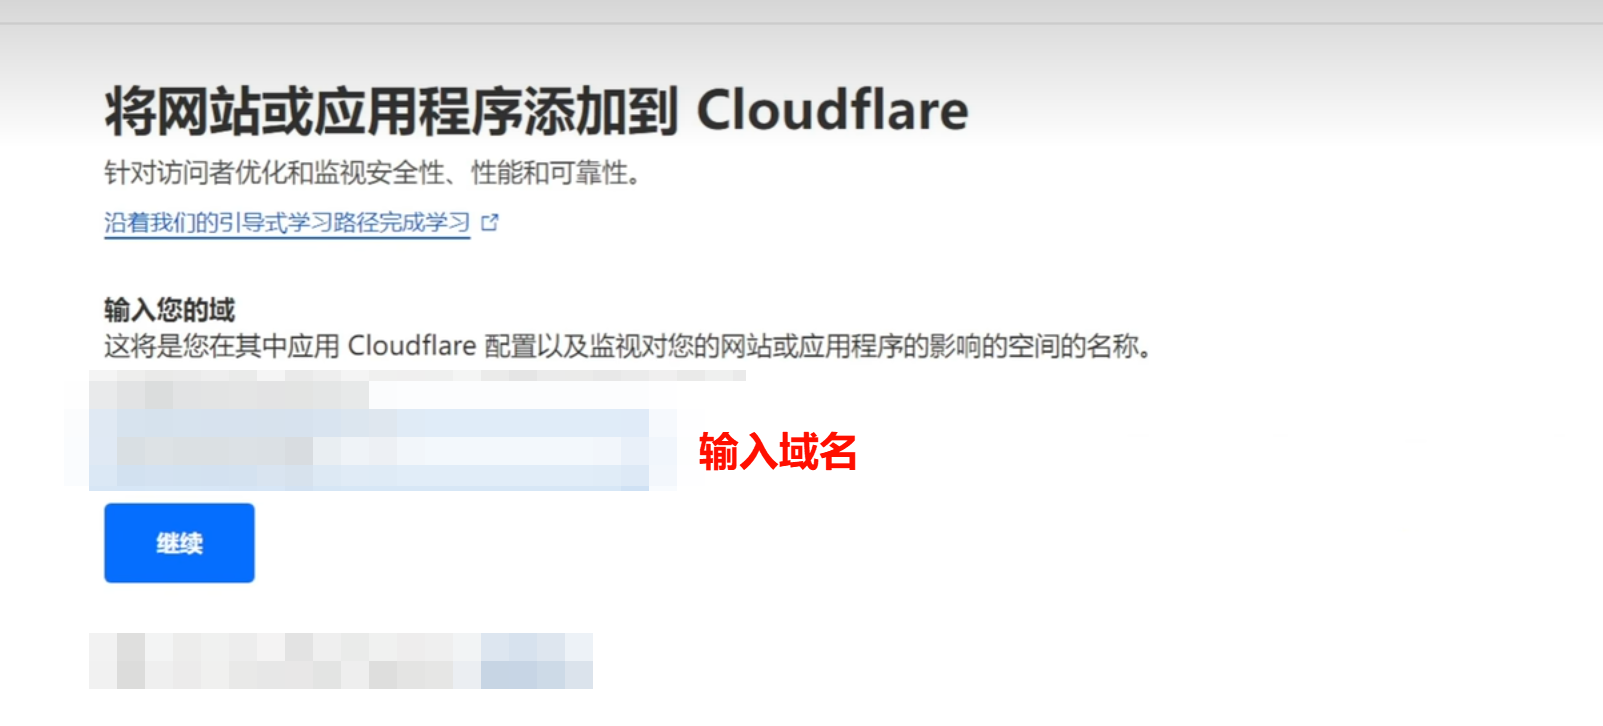 将网站或应用程序添加到 Cloudflare
针对访问者优化和监视安全性、性能和可靠性。
沿着我们的引导式学习路径完成学习
输入您的域
这将是您在其中应用 Cloudflare 配置以及监视对您的网站或应用程序的影响的空间的名称。
输入域名
继续